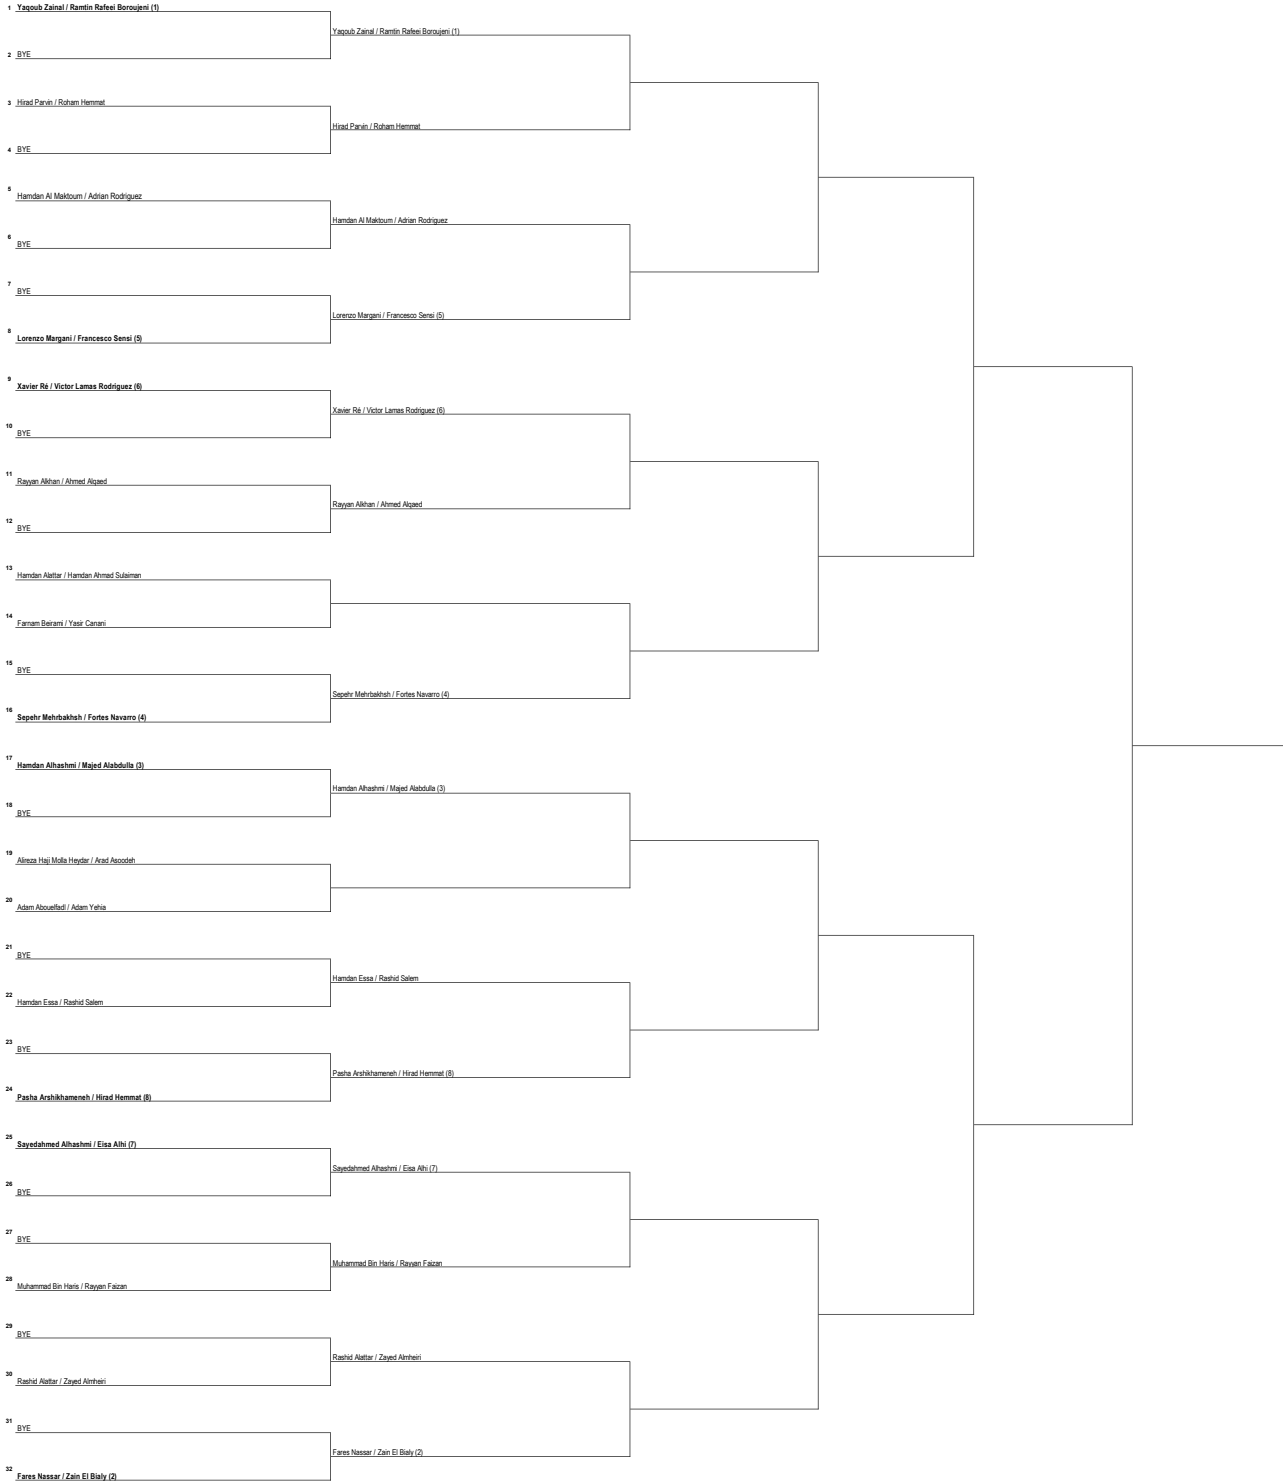 1 Yaqoub Zainal / Ramtin Rafeei Boroujeni (1)
Yaqoub Zainal / Ramtin Rafeei Boroujeni (1)
2 BYE
3 Hirad Parvin / Roham Hemmat
Hirad Parvin / Roham Hemmat
4 BYE
5 Hamdan Al Maktoum / Adrian Rodriguez
Hamdan Al Maktoum / Adrian Rodriguez
6 BYE
7 BYE
Lorenzo Margani / Francesco Sensi (5)
8 Lorenzo Margani / Francesco Sensi (5)
9 Xavier Ré / Victor Lamas Rodriguez (6)
Xavier Ré / Victor Lamas Rodriguez (6)
10 BYE
11 Rayyan Alkhan / Ahmed Alqaed
Rayyan Alkhan / Ahmed Alqaed
12 BYE
13 Hamdan Alattar / Hamdan Ahmad Sulaiman
14 Farnam Beirami / Yasir Canani
15 BYE
Sepehr Mehrbakhsh / Fortes Navarro (4)
16 Sepehr Mehrbakhsh / Fortes Navarro (4)
17 Hamdan Alhashmi / Majed Alabdulla (3)
Hamdan Alhashmi / Majed Alabdulla (3)
18 BYE
19 Alireza Haji Molla Heydar / Arad Asoodeh
20 Adam Abouelfadl / Adam Yehia
21 BYE
Hamdan Essa / Rashid Salem
22 Hamdan Essa / Rashid Salem
23 BYE
Pasha Arshikhameneh / Hirad Hemmat (8)
24 Pasha Arshikhameneh / Hirad Hemmat (8)
25 Sayedahmed Alhashmi / Eisa Alhi (7)
Sayedahmed Alhashmi / Eisa Alhi (7)
26 BYE
27 BYE
Muhammad Bin Haris / Rayyan Faizan
28 Muhammad Bin Haris / Rayyan Faizan
29 BYE
Rashid Alattar / Zayed Almheiri
30 Rashid Alattar / Zayed Almheiri
31 BYE
Fares Nassar / Zain El Bialy (2)
32 Fares Nassar / Zain El Bialy (2)